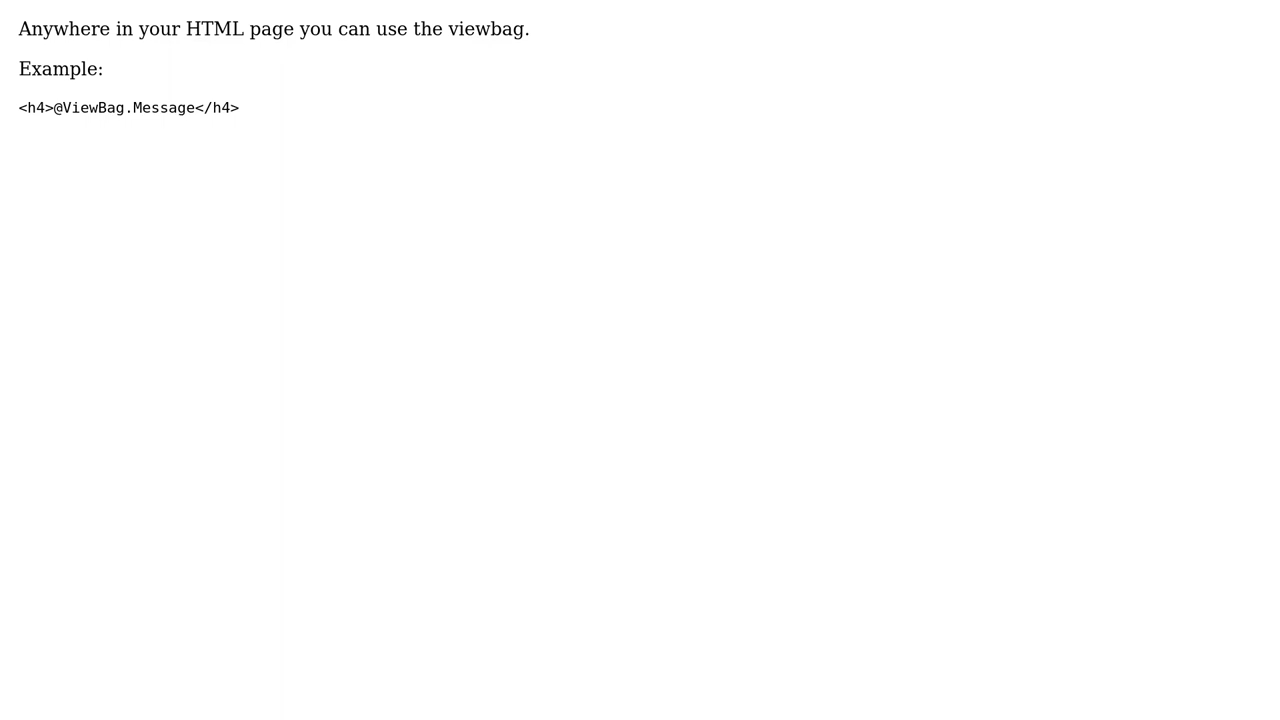 Anywhere in your HTML page you can use the viewbag.
Example:
<h4>@ViewBag.Message</h4>